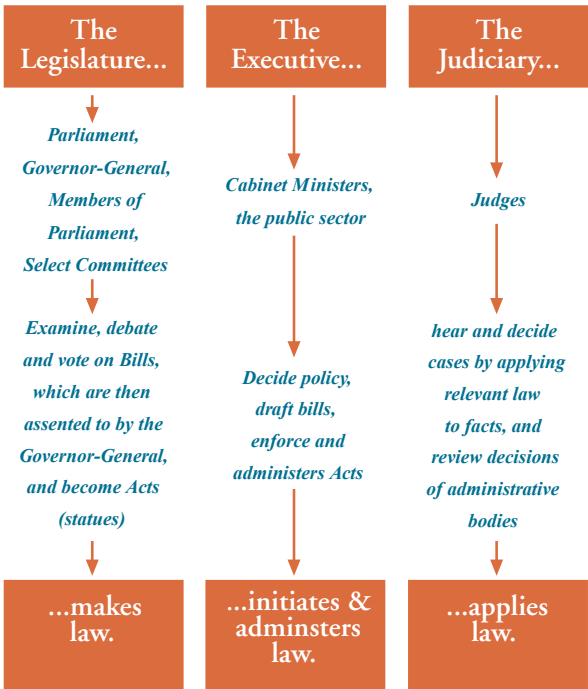 The
Legislature...
Parliament,
Governor-General,
Members of
Parliament,
Select Committees
Examine, debate
and vote on Bills,
which are then
assented to by the
Governor-General,
and become Acts
(statues)
...makes
law.
The
Executive...
Cabinet Ministers,
the public sector
Decide policy,
draft bills,
enforce and
administers Acts
...initiates &
adminsters
law.
The
Judiciary...
Judges
hear and decide
cases by applying
relevant law
to facts, and
review decisions
of administrative
bodies
...applies
law.